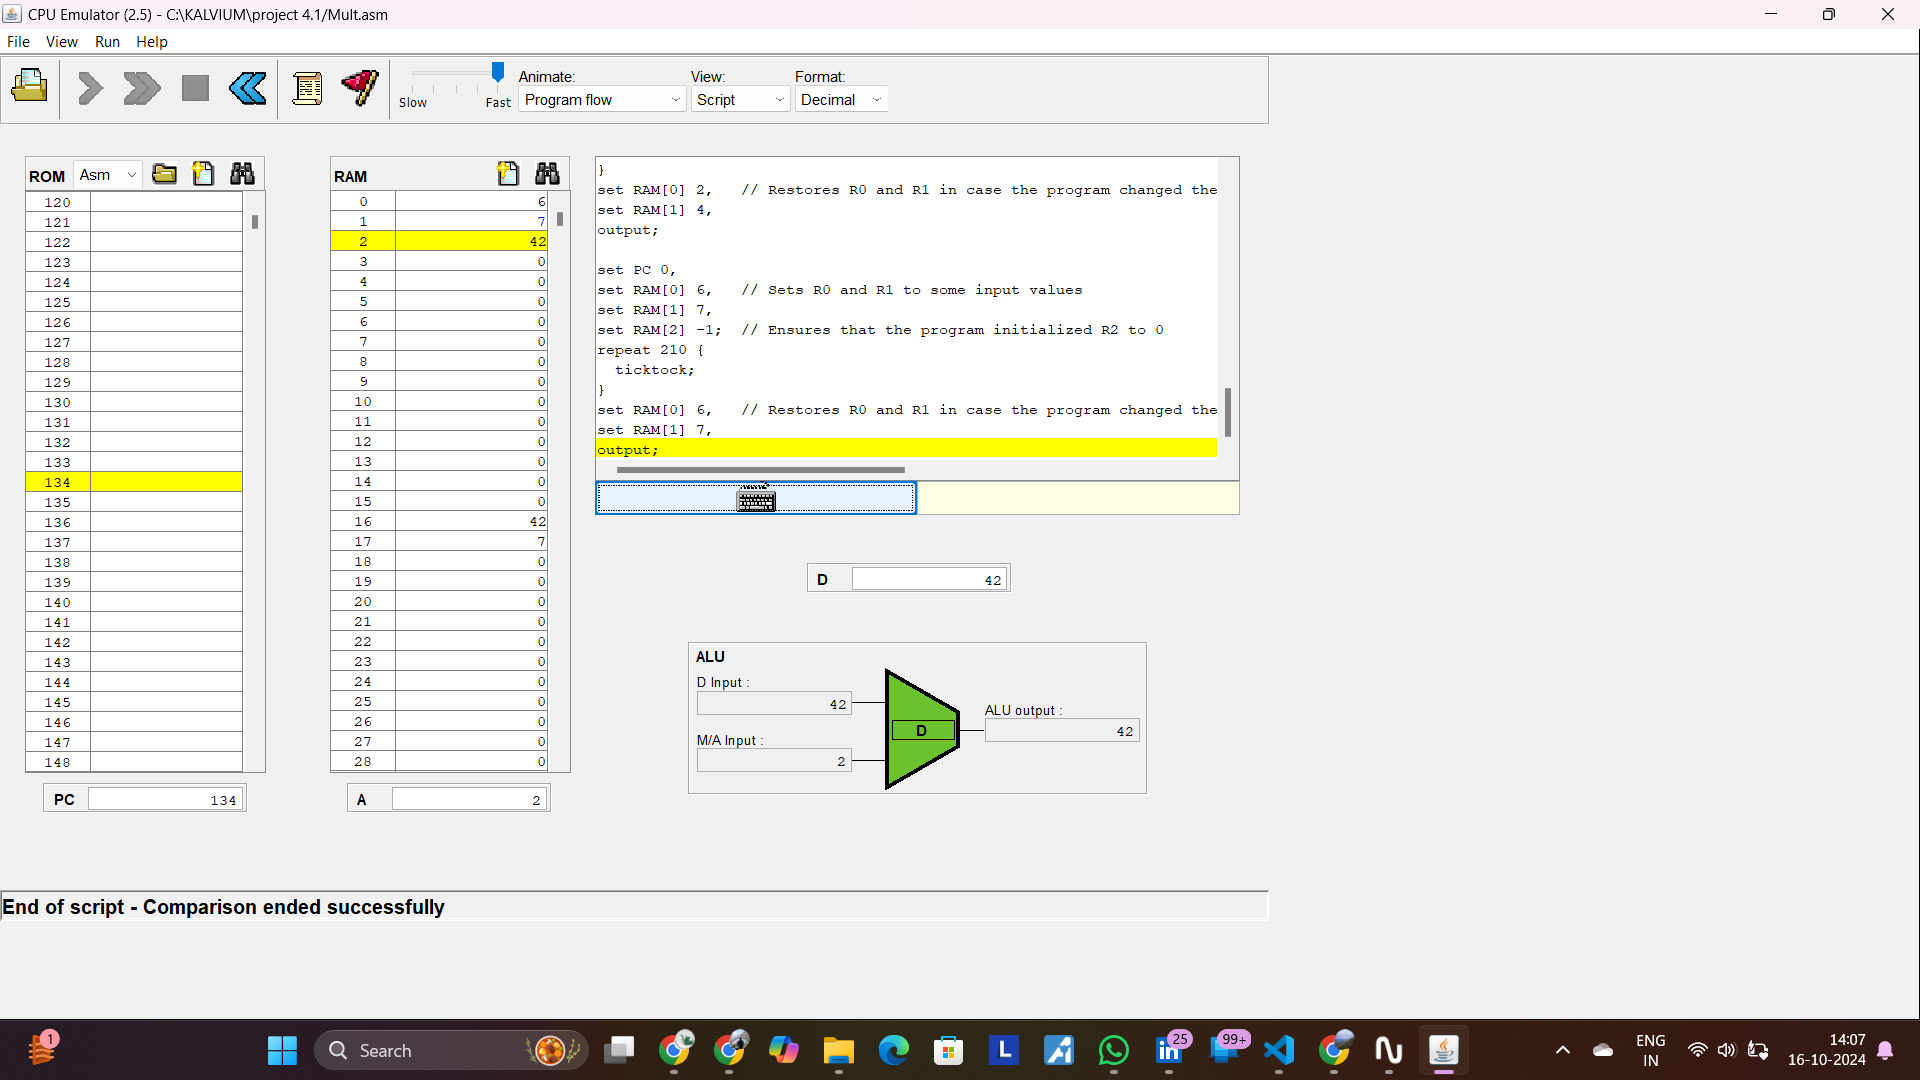 CPU Emulator (2.5) - C:\KALVIUM\project 4.1/Mult.asm
File View Run Help
Slow Fast
Animate:
Program flow
View:
Script
Format:
Decimal
ROM Asm
120
121
122
123
124
125
126
127
128
129
130
131
132
133
134
135
136
137
138
139
140
141
142
143
144
145
146
147
148
PC 134
RAM
0 6
1 7
2 42
3 0
4 0
5 0
6 0
7 0
8 0
9 0
10 0
11 0
12 0
13 0
14 0
15 0
16 42
17 7
18 0
19 0
20 0
21 0
22 0
23 0
24 0
25 0
26 0
27 0
28 0
A 2
}
set RAM[0] 2,   // Restores R0 and R1 in case the program changed the
set RAM[1] 4,
output;
set PC 0,
set RAM[0] 6,   // Sets R0 and R1 to some input values
set RAM[1] 7,
set RAM[2] -1;  // Ensures that the program initialized R2 to 0
repeat 210 {
  ticktock;
}
set RAM[0] 6,   // Restores R0 and R1 in case the program changed the
set RAM[1] 7,
output;
D 42
ALU
D Input :
42
M/A Input :
2
D
ALU output :
42
End of script - Comparison ended successfully
1
Search
L
25
99+
ENG
IN
14:07
16-10-2024